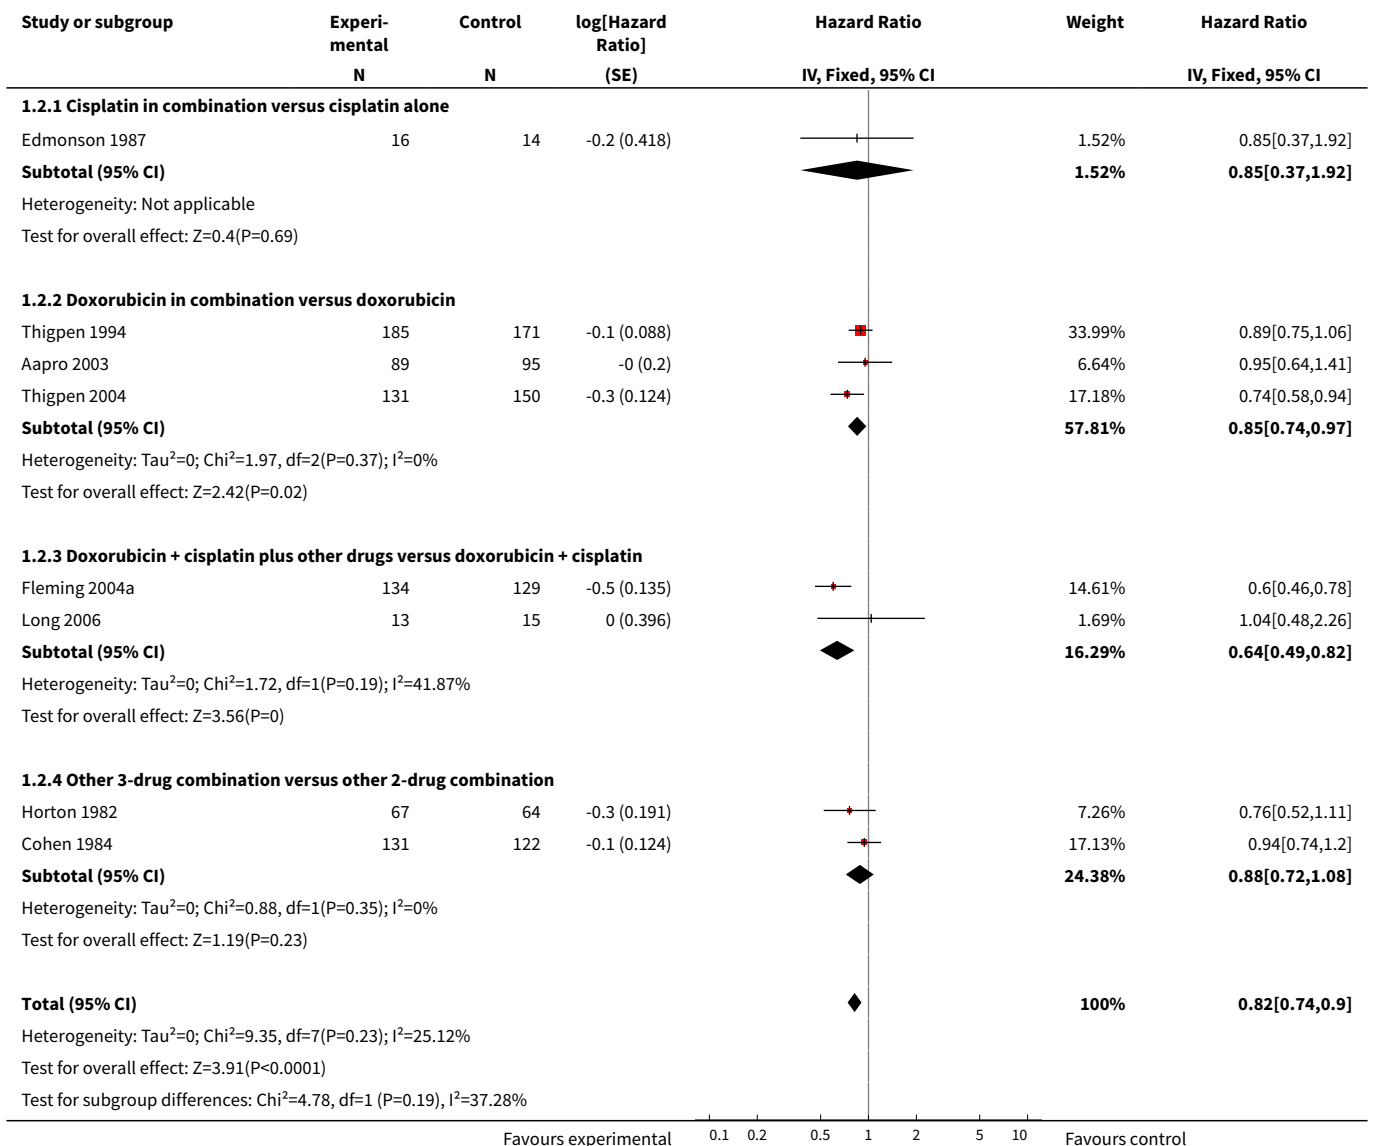 Study or subgroup Experi- Control log[Hazard Hazard Ratio Weight Hazard Ratio
mental Ratio]
N N (SE) IV, Fixed, 95% CI IV, Fixed, 95% CI
1.2.1 Cisplatin in combination versus cisplatin alone
Edmonson 1987 16 14 -0.2 (0.418) 1.52% 0.85[0.37,1.92]
Subtotal (95% CI) 1.52% 0.85[0.37,1.92]
Heterogeneity: Not applicable
Test for overall effect: Z=0.4(P=0.69)
1.2.2 Doxorubicin in combination versus doxorubicin
Thigpen 1994 185 171 -0.1 (0.088) 33.99% 0.89[0.75,1.06]
Aapro 2003 89 95 -0 (0.2) 6.64% 0.95[0.64,1.41]
Thigpen 2004 131 150 -0.3 (0.124) 17.18% 0.74[0.58,0.94]
Subtotal (95% CI) 57.81% 0.85[0.74,0.97]
Heterogeneity: Tau²=0; Chi²=1.97, df=2(P=0.37); I²=0%
Test for overall effect: Z=2.42(P=0.02)
1.2.3 Doxorubicin + cisplatin plus other drugs versus doxorubicin + cisplatin
Fleming 2004a 134 129 -0.5 (0.135) 14.61% 0.6[0.46,0.78]
Long 2006 13 15 0 (0.396) 1.69% 1.04[0.48,2.26]
Subtotal (95% CI) 16.29% 0.64[0.49,0.82]
Heterogeneity: Tau²=0; Chi²=1.72, df=1(P=0.19); I²=41.87%
Test for overall effect: Z=3.56(P=0)
1.2.4 Other 3-drug combination versus other 2-drug combination
Horton 1982 67 64 -0.3 (0.191) 7.26% 0.76[0.52,1.11]
Cohen 1984 131 122 -0.1 (0.124) 17.13% 0.94[0.74,1.2]
Subtotal (95% CI) 24.38% 0.88[0.72,1.08]
Heterogeneity: Tau²=0; Chi²=0.88, df=1(P=0.35); I²=0%
Test for overall effect: Z=1.19(P=0.23)
Total (95% CI) 100% 0.82[0.74,0.9]
Heterogeneity: Tau²=0; Chi²=9.35, df=7(P=0.23); I²=25.12%
Test for overall effect: Z=3.91(P<0.0001)
Test for subgroup differences: Chi²=4.78, df=1 (P=0.19), I²=37.28%
Favours experimental 0.1 0.2 0.5 1 2 5 10 Favours control